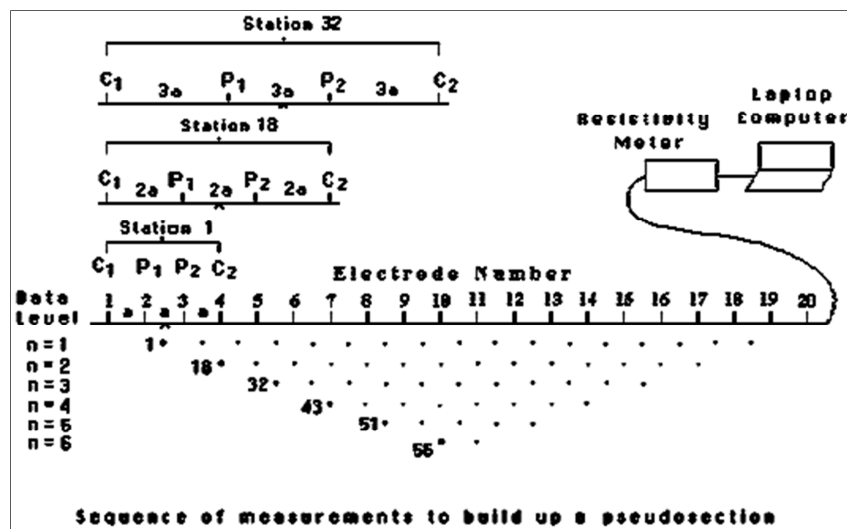 Station 32
C1 3a P1 3a P2 3a C2
Station 18
C1 2a P1 2a P2 2a C2
Station 1
C1 P1 P2 C2
Resistivity Meter
Laptop Computer
Electrode Number
Data Level
1 2 3 4 5 6 7 8 9 10 11 12 13 14 15 16 17 18 19 20
a a a
n=1 1
n=2 18
n=3 32
n=4 43
n=5 51
n=6
Sequence of measurements to build up a pseudosection